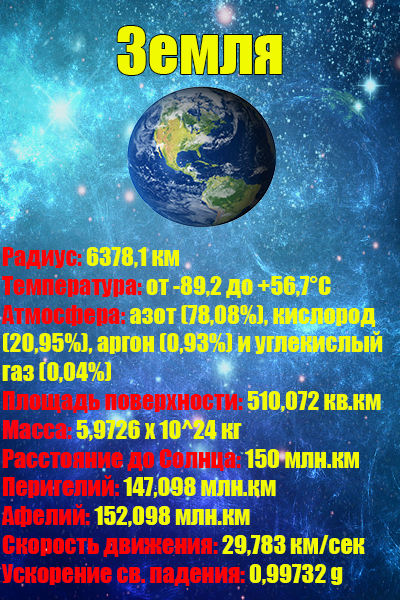 Земля
Радиус: 6378,1 км
Температура: от -89,2 до +56,7°С
Атмосфера: азот (78,08%), кислород
(20,95%), аргон (0,93%) и углекислый
газ (0,04%)
Площадь поверхности: 510,072 кв.км
Масса: 5,9726 x 10^24 кг
Расстояние до Солнца: 150 млн.км
Перигелий: 147,098 млн.км
Афелий: 152,098 млн.км
Скорость движения: 29,783 км/сек
Ускорение св. падения: 0,99732 g